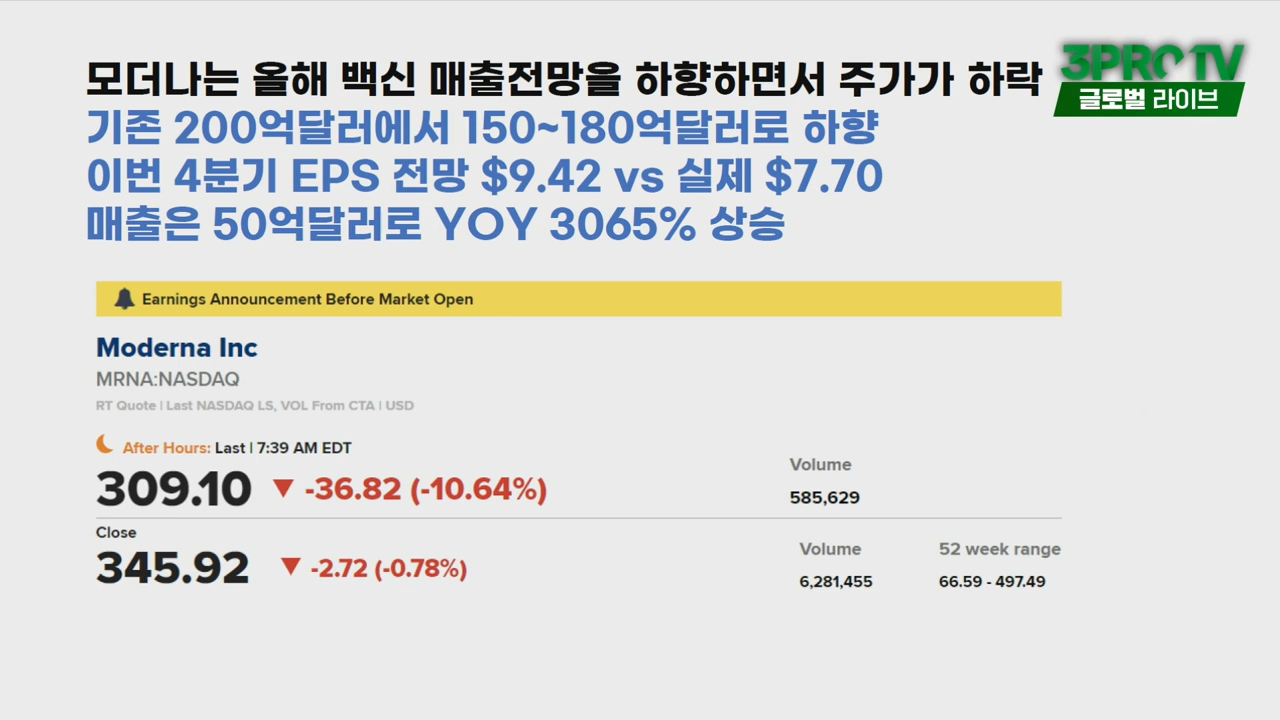 모더나는 올해 백신 매출전망을 하향하면서 주가가 하락
3PRO TV
글로벌 라이브
기존 200억달러에서 150~180억달러로 하향
이번 4분기 EPS 전망 $9.42 vs 실제 $7.70
매출은 50억달러로 YOY 3065% 상승
Earnings Announcement Before Market Open
Moderna Inc
MRNA:NASDAQ
RT Quote | Last NASDAQ LS, VOL From CTA | USD
After Hours: Last | 7:39 AM EDT
309.10 ▼ -36.82 (-10.64%)
Volume
585,629
Close
345.92 ▼ -2.72 (-0.78%)
Volume 52 week range
6,281,455 66.59 - 497.49